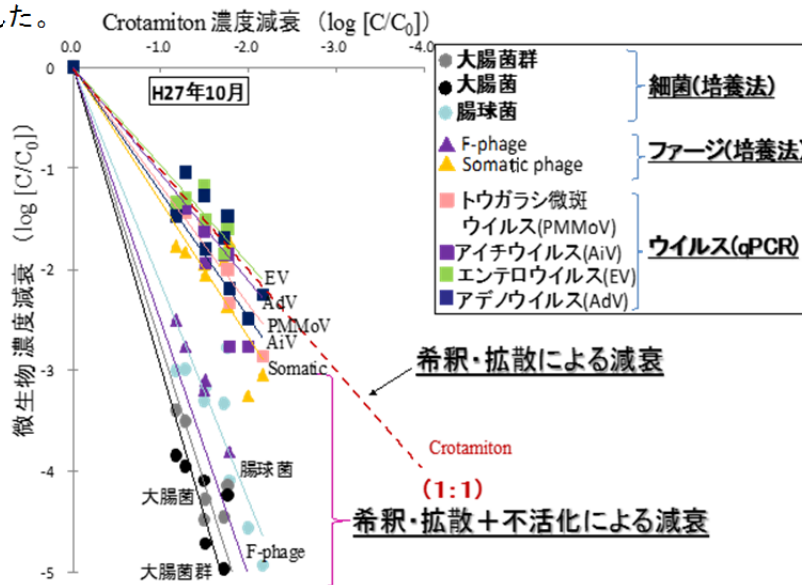 した。
Crotamiton 濃度減衰 (log [C/C₀])
0.0
-1.0
-2.0
-3.0
-4.0
0
-1
-2
-3
-4
-5
微生物 濃度減衰 (log [C/C₀])
H27年10月
大腸菌群
大腸菌
腸球菌
細菌(培養法)
F-phage
Somatic phage
ファージ(培養法)
トウガラシ微斑
ウイルス(PMMoV)
アイチウイルス(AiV)
エンテロウイルス(EV)
アデノウイルス(AdV)
ウイルス(qPCR)
EV
AdV
PMMoV
AiV
Somatic
希釈・拡散による減衰
Crotamiton
(1:1)
腸球菌
大腸菌
F-phage
大腸菌群
希釈・拡散＋不活化による減衰